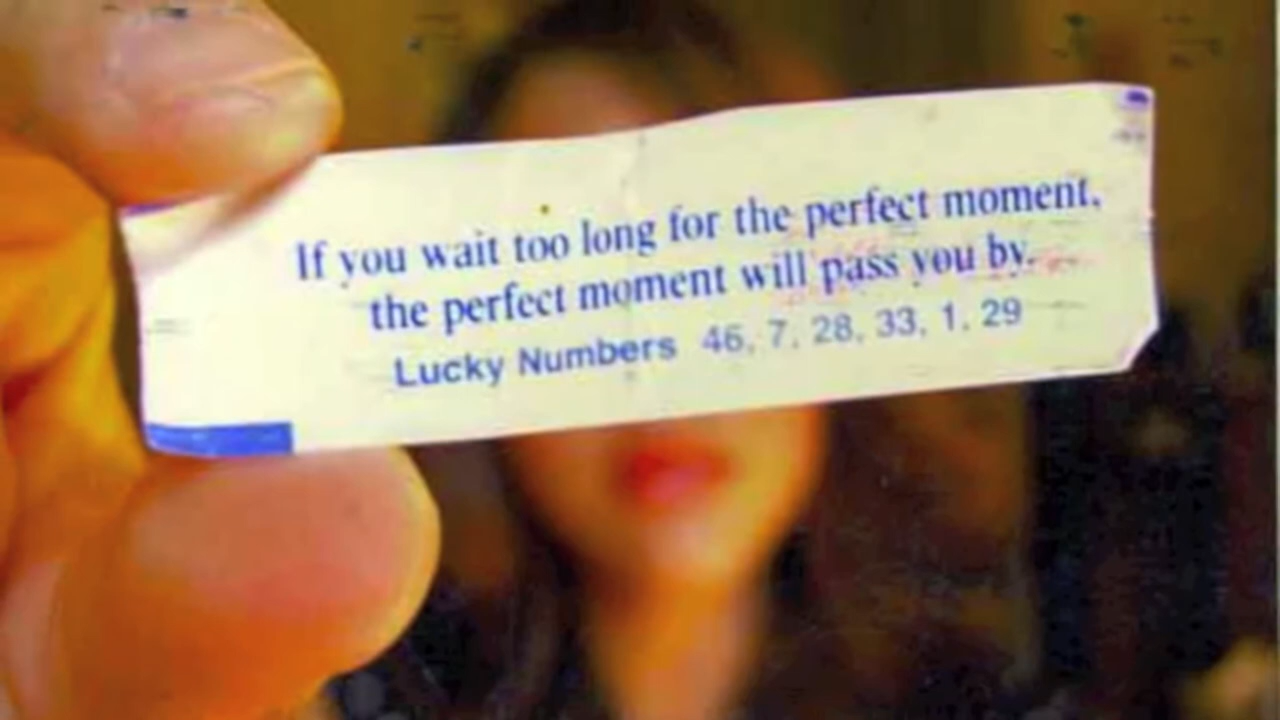 If you wait too long for the perfect moment,
the perfect moment will pass you by.
Lucky Numbers 46, 7, 28, 33, 1, 29